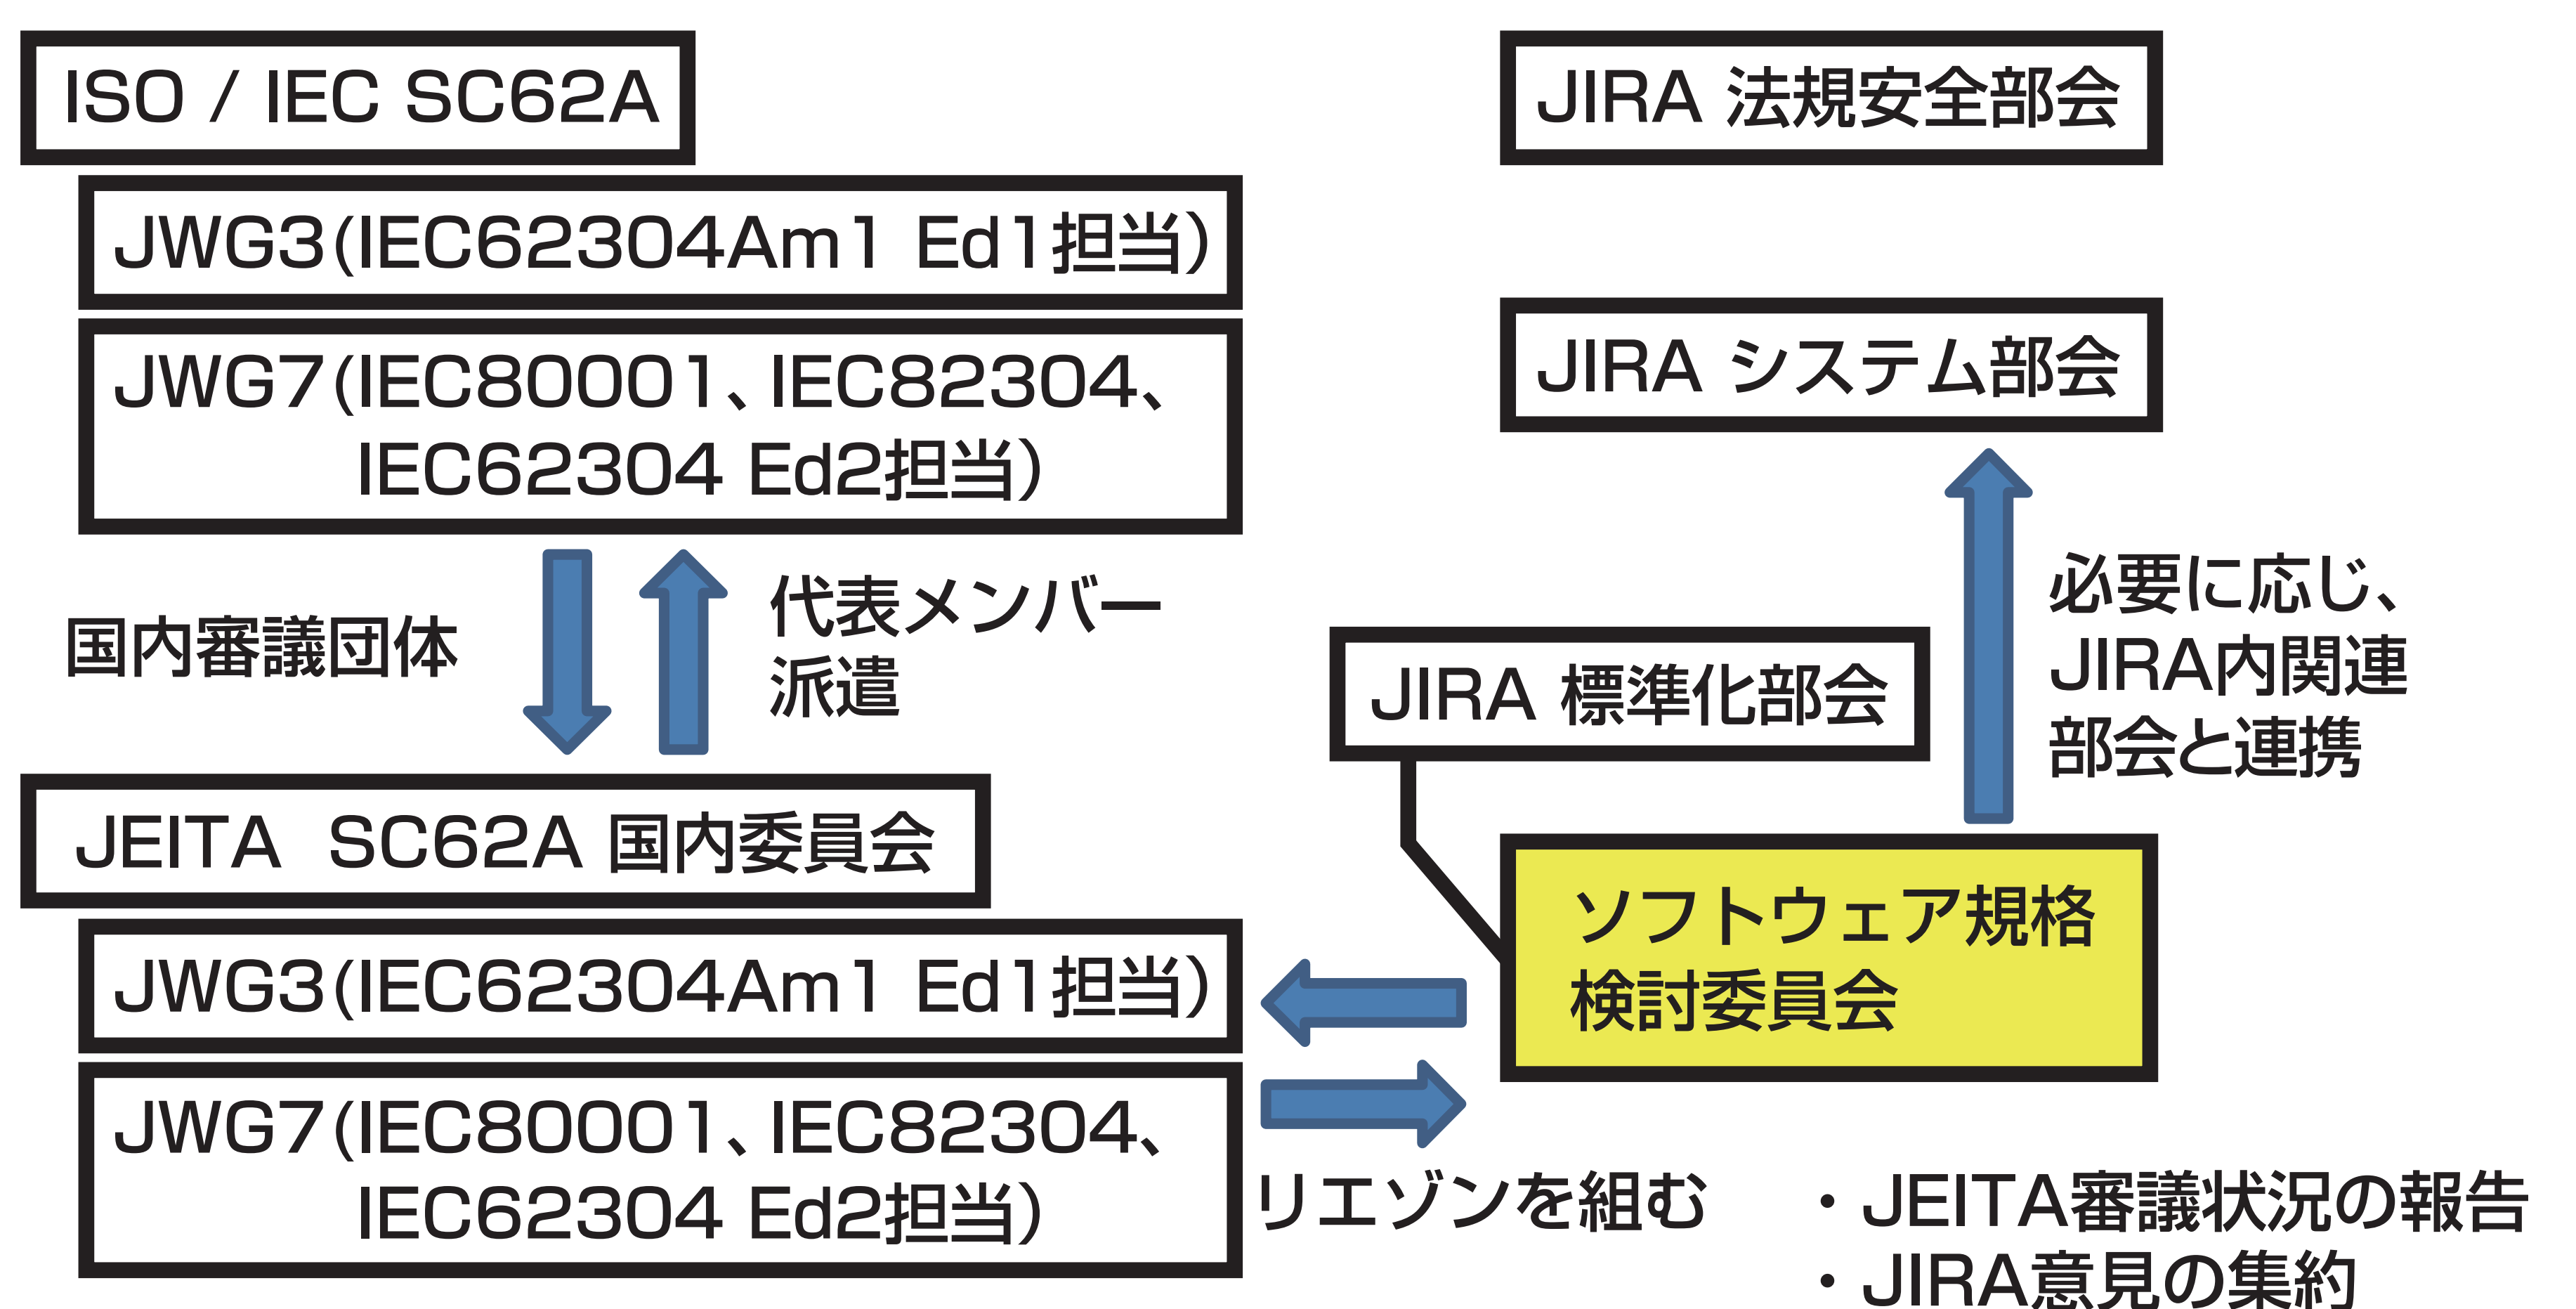 ISO / IEC SC62A
JWG3(IEC62304Am1 Ed1担当)
JWG7(IEC80001、IEC82304、
IEC62304 Ed2担当)
国内審議団体
代表メンバー
派遣
JEITA SC62A 国内委員会
JWG3(IEC62304Am1 Ed1担当)
JWG7(IEC80001、IEC82304、
IEC62304 Ed2担当)
JIRA 法規安全部会
JIRA システム部会
必要に応じ、
JIRA内関連
部会と連携
JIRA 標準化部会
ソフトウェア規格
検討委員会
リエゾンを組む
・JEITA審議状況の報告
・JIRA意見の集約